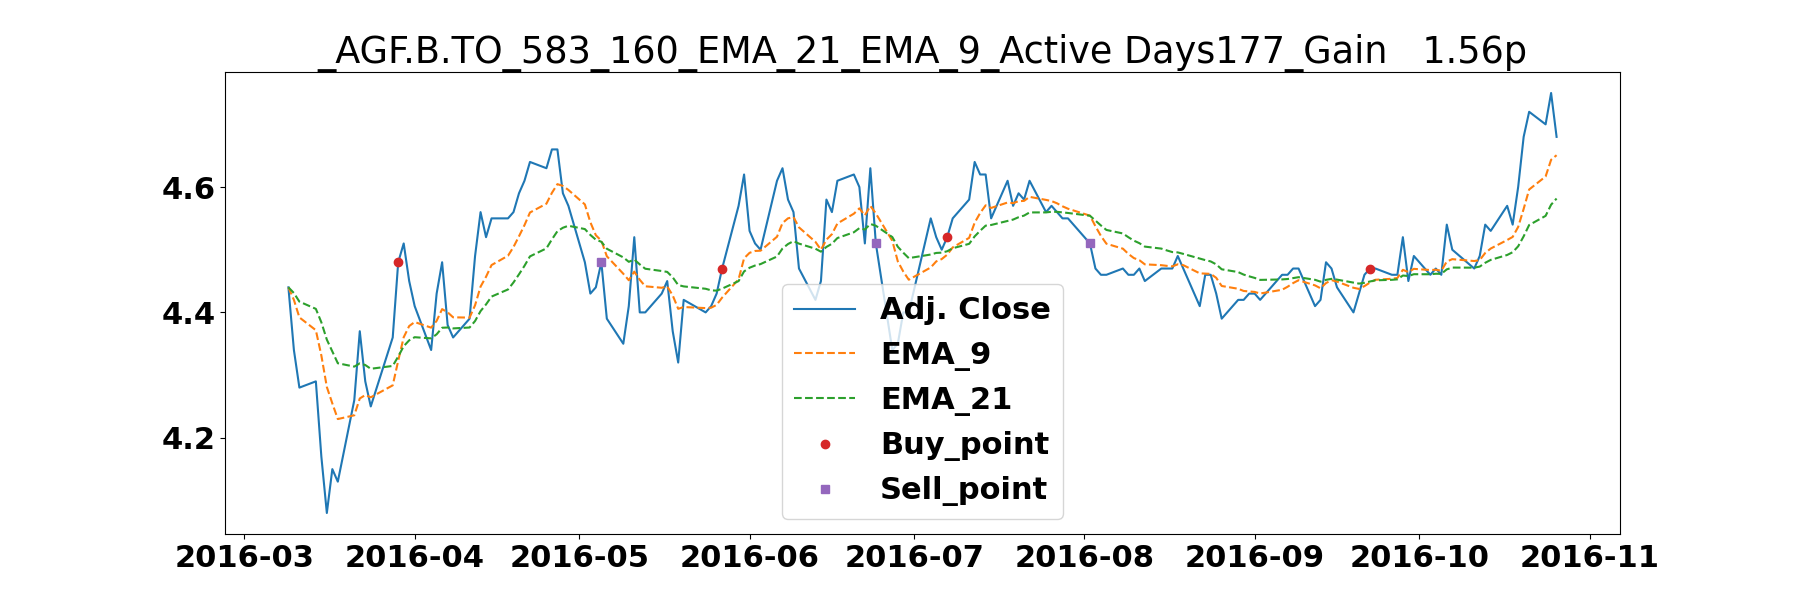 _AGF.B.TO_583_160_EMA_21_EMA_9_Active Days177_Gain   1.56p
4.6
4.4
4.2
Adj. Close
EMA_9
EMA_21
Buy_point
Sell_point
2016-03 2016-04 2016-05 2016-06 2016-07 2016-08 2016-09 2016-10 2016-11